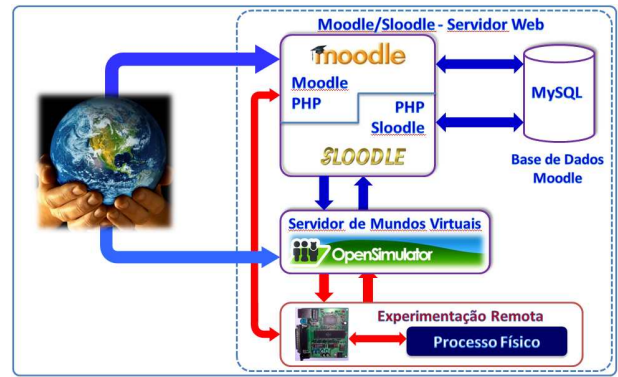 Moodle/Sloodle - Servidor Web
moodle
Moodle
PHP
PHP
Sloodle
SLOODLE
MySQL
Base de Dados
Moodle
Servidor de Mundos Virtuais
OpenSimulator
Experimentação Remota
Processo Físico